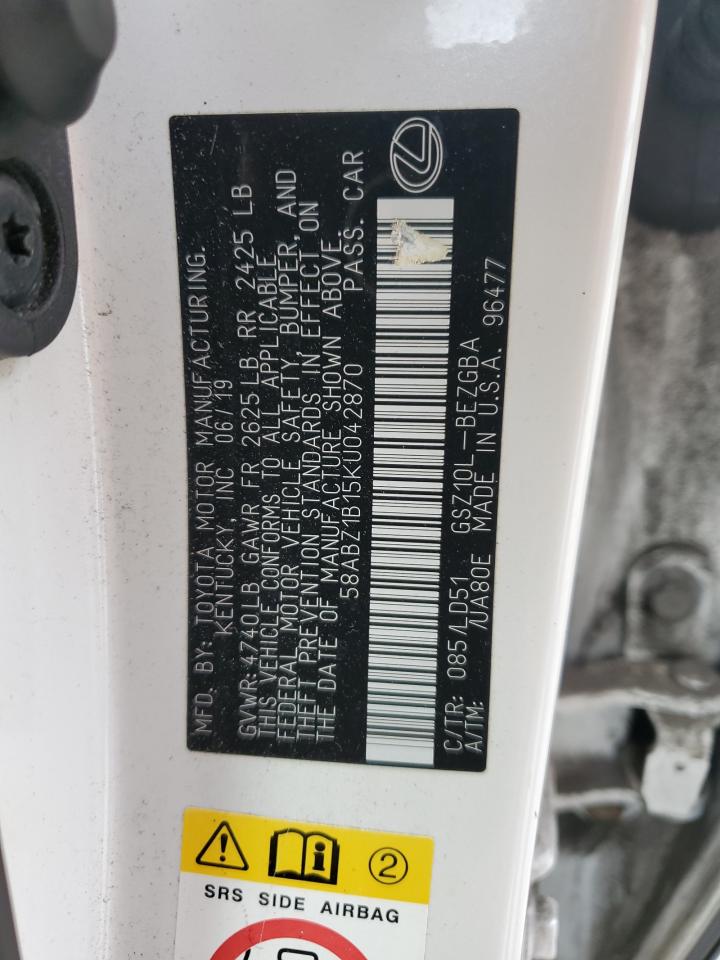 MFD. BY: TOYOTA MOTOR MANUFACTURING.
KENTUCKY, INC 06/19
GVWR:4740LB GAWR FR 2625LB RR 2425 LB
THIS VEHICLE CONFORMS TO ALL APPLICABLE
FEDERAL MOTOR VEHICLE SAFETY, BUMPER, AND
THEFT PREVENTION STANDARDS IN EFFECT ON
THE DATE OF MANUFACTURE SHOWN ABOVE.
58ABZ1B15KU042870 PASS. CAR
C/TR: 085/LD51 GSZ10L-BEZGBA
A/TM: /UA80E MADE IN U.S.A. 96477
2
SRS SIDE AIRBAG